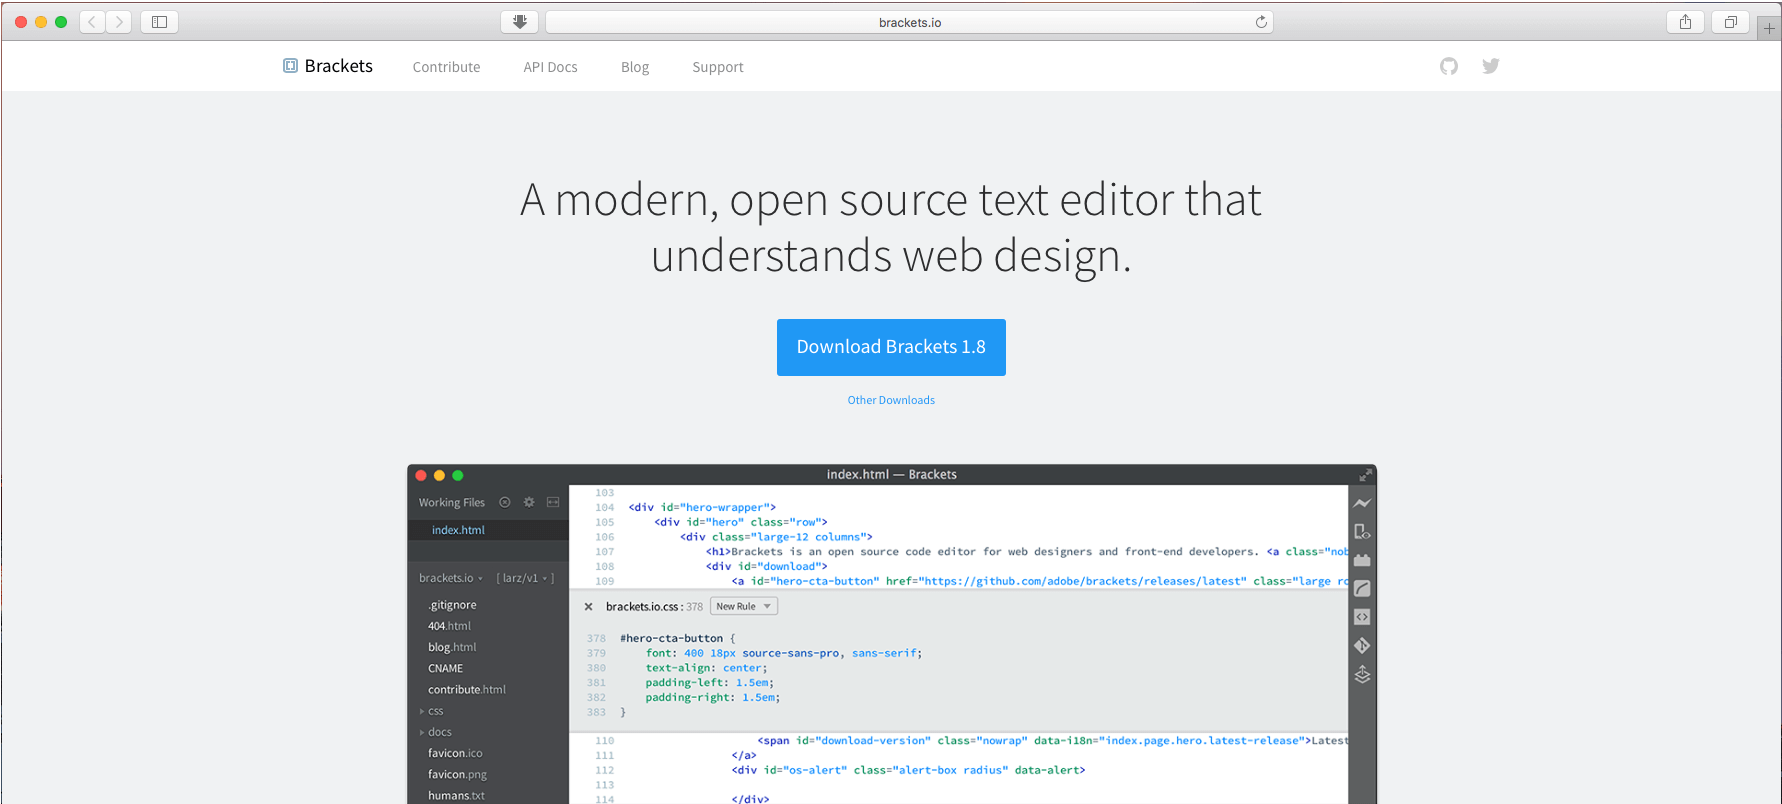 brackets.io
Brackets Contribute API Docs Blog Support
A modern, open source text editor that
understands web design.
Download Brackets 1.8
Other Downloads
index.html — Brackets
Working Files
index.html
brackets.io [ larz/v1 ]
.gitignore
404.html
blog.html
CNAME
contribute.html
css
docs
favicon.ico
favicon.png
humans.txt
103
104 <div id="hero-wrapper">
105 <div id="hero" class="row">
106 <div class="large-12 columns">
107 <h1>Brackets is an open source code editor for web designers and front-end developers. <a class="nob
108 <div id="download">
109 <a id="hero-cta-button" href="https://github.com/adobe/brackets/releases/latest" class="large ro
× brackets.io.css : 378 New Rule
378 #hero-cta-button {
379 font: 400 18px source-sans-pro, sans-serif;
380 text-align: center;
381 padding-left: 1.5em;
382 padding-right: 1.5em;
383 }
110 <span id="download-version" class="nowrap" data-i18n="index.page.hero.latest-release">Latest
111 </a>
112 <div id="os-alert" class="alert-box radius" data-alert>
113
114 </div>